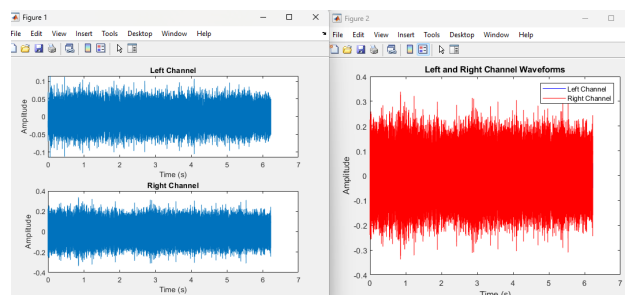 Figure 1
File Edit View Insert Tools Desktop Window Help
Left Channel
Amplitude
0.1
0.05
0
-0.05
-0.1
0 1 2 3 4 5 6 7
Time (s)
Right Channel
Amplitude
0.4
0.2
0
-0.2
-0.4
0 1 2 3 4 5 6 7
Time (s)
Figure 2
File Edit View Insert Tools Desktop Window Help
Left and Right Channel Waveforms
Left Channel
Right Channel
Amplitude
0.4
0.3
0.2
0.1
0
-0.1
-0.2
-0.3
-0.4
0 1 2 3 4 5 6 7
Time (s)